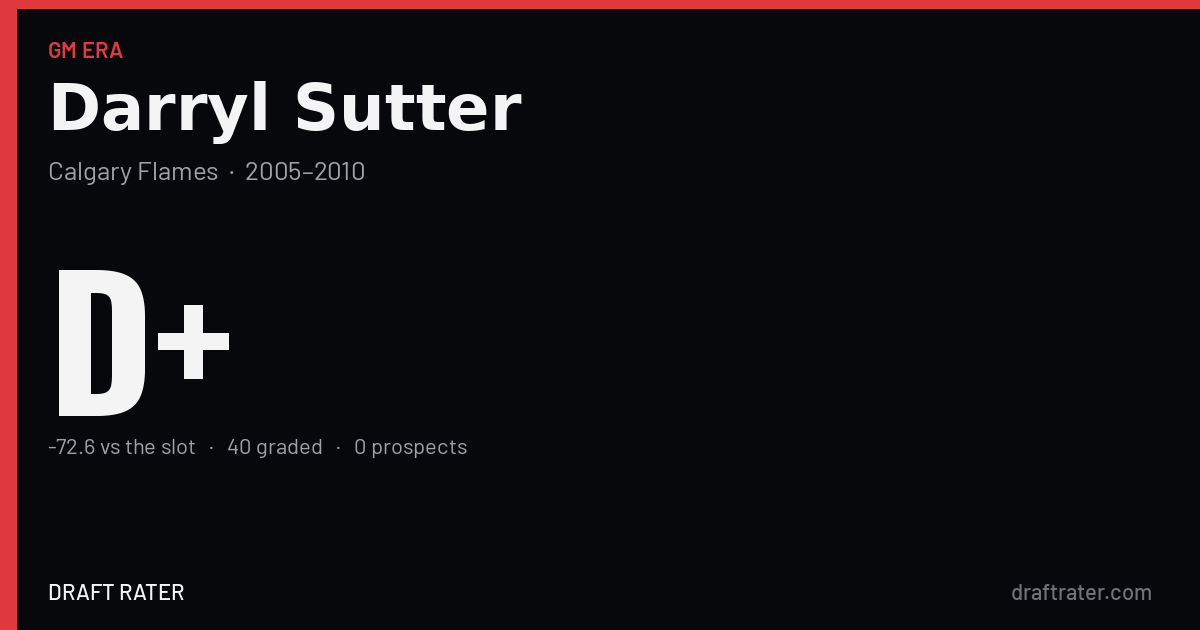 GM ERA
Darryl Sutter
Calgary Flames · 2005–2010
D+
-72.6 vs the slot · 40 graded · 0 prospects
DRAFT RATER
draftrater.com